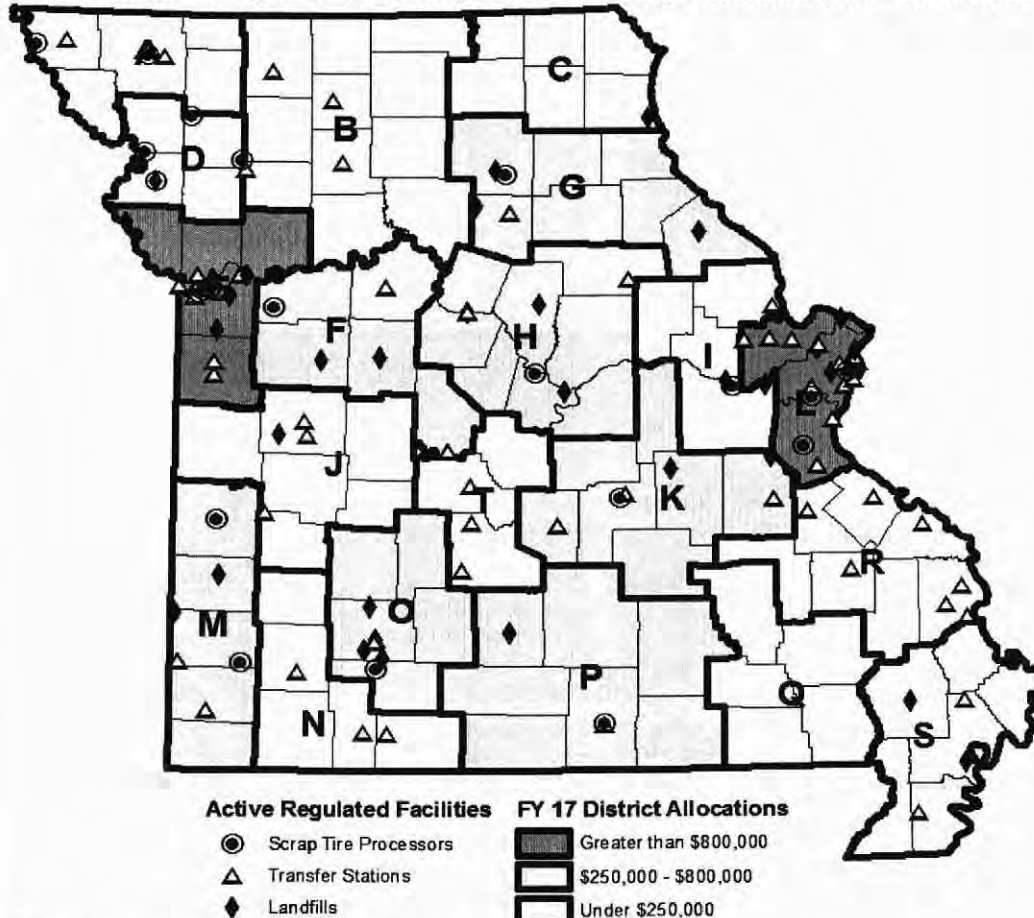 C
B
A
D
G
E
F
H
I
L
J
T
K
R
O
M
P
Q
N
S
Active Regulated Facilities FY 17 District Allocations
Scrap Tire Processors Greater than $800,000
Transfer Stations $250,000 - $800,000
Landfills Under $250,000